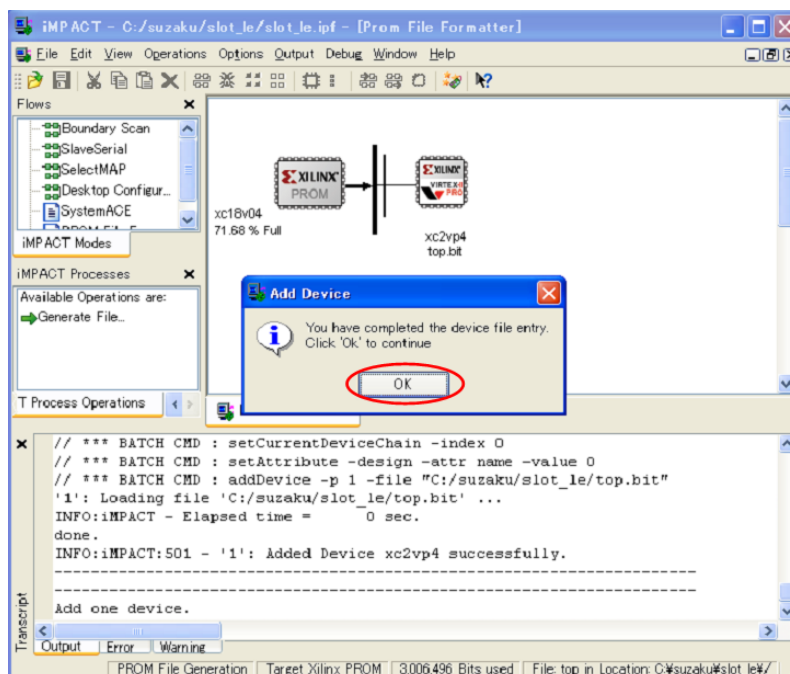 iMPACT - C:/suzaku/slot_le/slot_le.ipf - [Prom File Formatter]
File Edit View Operations Options Output Debug Window Help
Flows
Boundary Scan
SlaveSerial
SelectMAP
Desktop Configur...
SystemACE
iMPACT Modes
XILINX
PROM
xc18v04
71.68 % Full
XILINX
VIRTEX-II
PRO
xc2vp4
top.bit
iMPACT Processes
Available Operations are:
Generate File...
T Process Operations
Add Device
You have completed the device file entry.
Click 'Ok' to continue
OK
// *** BATCH CMD : setCurrentDeviceChain -index 0
// *** BATCH CMD : setAttribute -design -attr name -value 0
// *** BATCH CMD : addDevice -p 1 -file "C:/suzaku/slot_le/top.bit"
'1': Loading file 'C:/suzaku/slot_le/top.bit' ...
INFO:iMPACT - Elapsed time = 0 sec.
done.
INFO:iMPACT:501 - '1': Added Device xc2vp4 successfully.
----------------------------------------------------------------------
----------------------------------------------------------------------
Add one device.
Transcript
Output Error Warning
PROM File Generation Target Xilinx PROM 3,006,496 Bits used File: top in Location: C:¥suzaku¥slot_le¥/